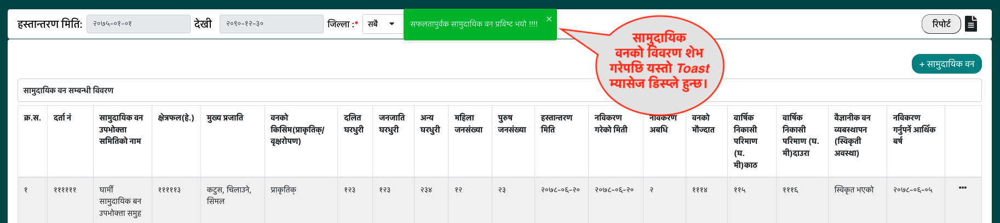 हस्तान्तरण मिति: २०७५-०१-०१ देखी २०९०-१२-३० जिल्ला :* सबै
सफलतापुर्वक सामुदायिक वन प्रविष्ट भयो !!!! ×
रिपोर्ट
सामुदायिक
वनको विवरण शेभ
गरेपछि यस्तो Toast
म्यासेज डिस्प्ले हुन्छ।
+ सामुदायिक वन
सामुदायिक वन सम्बन्धी विवरण
क्र.स.
दर्ता नं
सामुदायिक वन
उपभोक्ता
समितिको नाम
क्षेत्रफल(हे.)
मुख्य प्रजाति
वनको
किसिम(प्राकृतिक/
वृक्षरोपण)
दलित
घरधुरी
जनजाति
घरधुरी
अन्य
घरधुरी
महिला
जनसंख्या
पुरुष
जनसंख्या
हस्तान्तरण
मिति
नविकरण
गरेको मिती
नविकरण
अबधि
वनको
मौज्दात
वार्षिक
निकासी
परिमाण
(घ.
मी)काठ
वार्षिक
निकासी
परिमाण (घ.
मी)दाउरा
वैज्ञानीक वन
व्यबस्थापन
(स्विकृती
अवस्था)
नविकरण
गर्नुपर्ने आर्थिक
बर्ष
१
११११११
घार्मी
सामुदायिक बन
उपभोक्ता समुह
१११११३
कटुस, चिलाउने,
सिमल
प्राकृतिक्
१२३
१२३
२३४
१२
२३
२०७८-०६-२०
२०७८-०६-२०
२
१११४
११५
१११६
स्विकृत भएको
२०७८-०६-०५